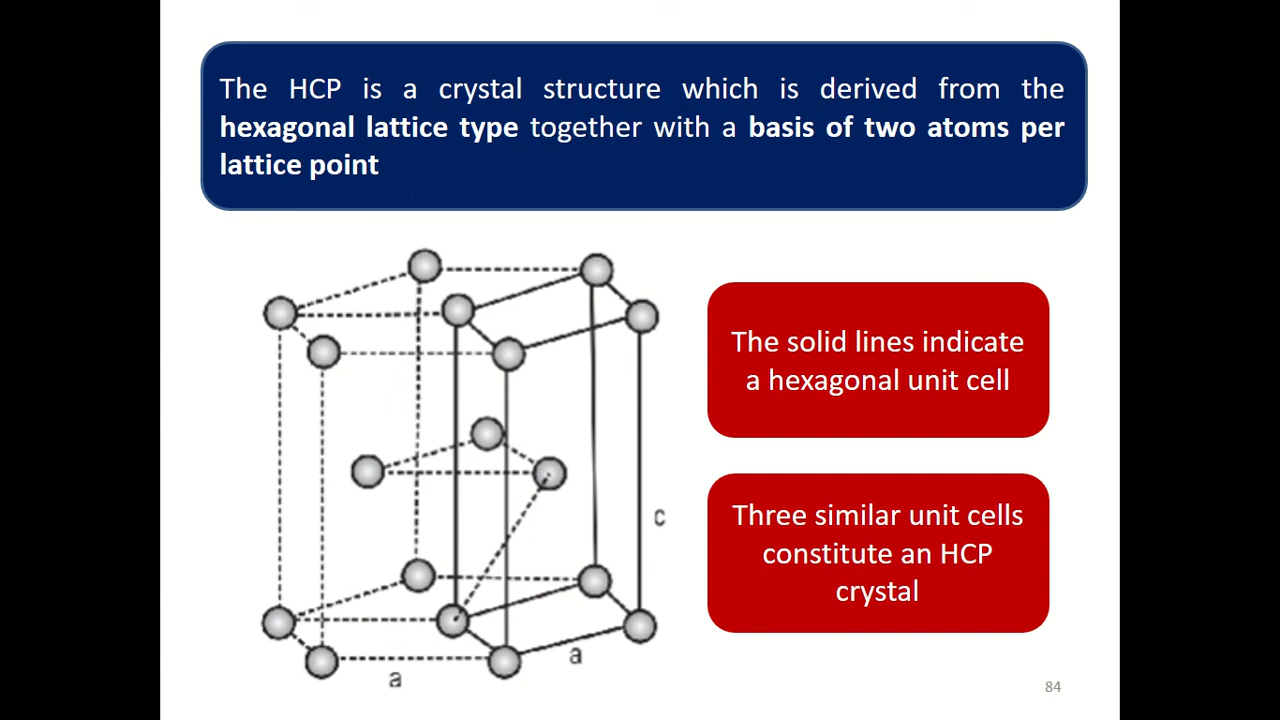 The HCP is a crystal structure which is derived from the
hexagonal lattice type together with a basis of two atoms per
lattice point
The solid lines indicate
a hexagonal unit cell
Three similar unit cells
constitute an HCP
crystal
c
a
a
84